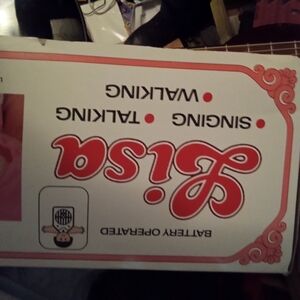 BATTERY OPERATED
Lisa
• SINGING • TALKING
• WALKING